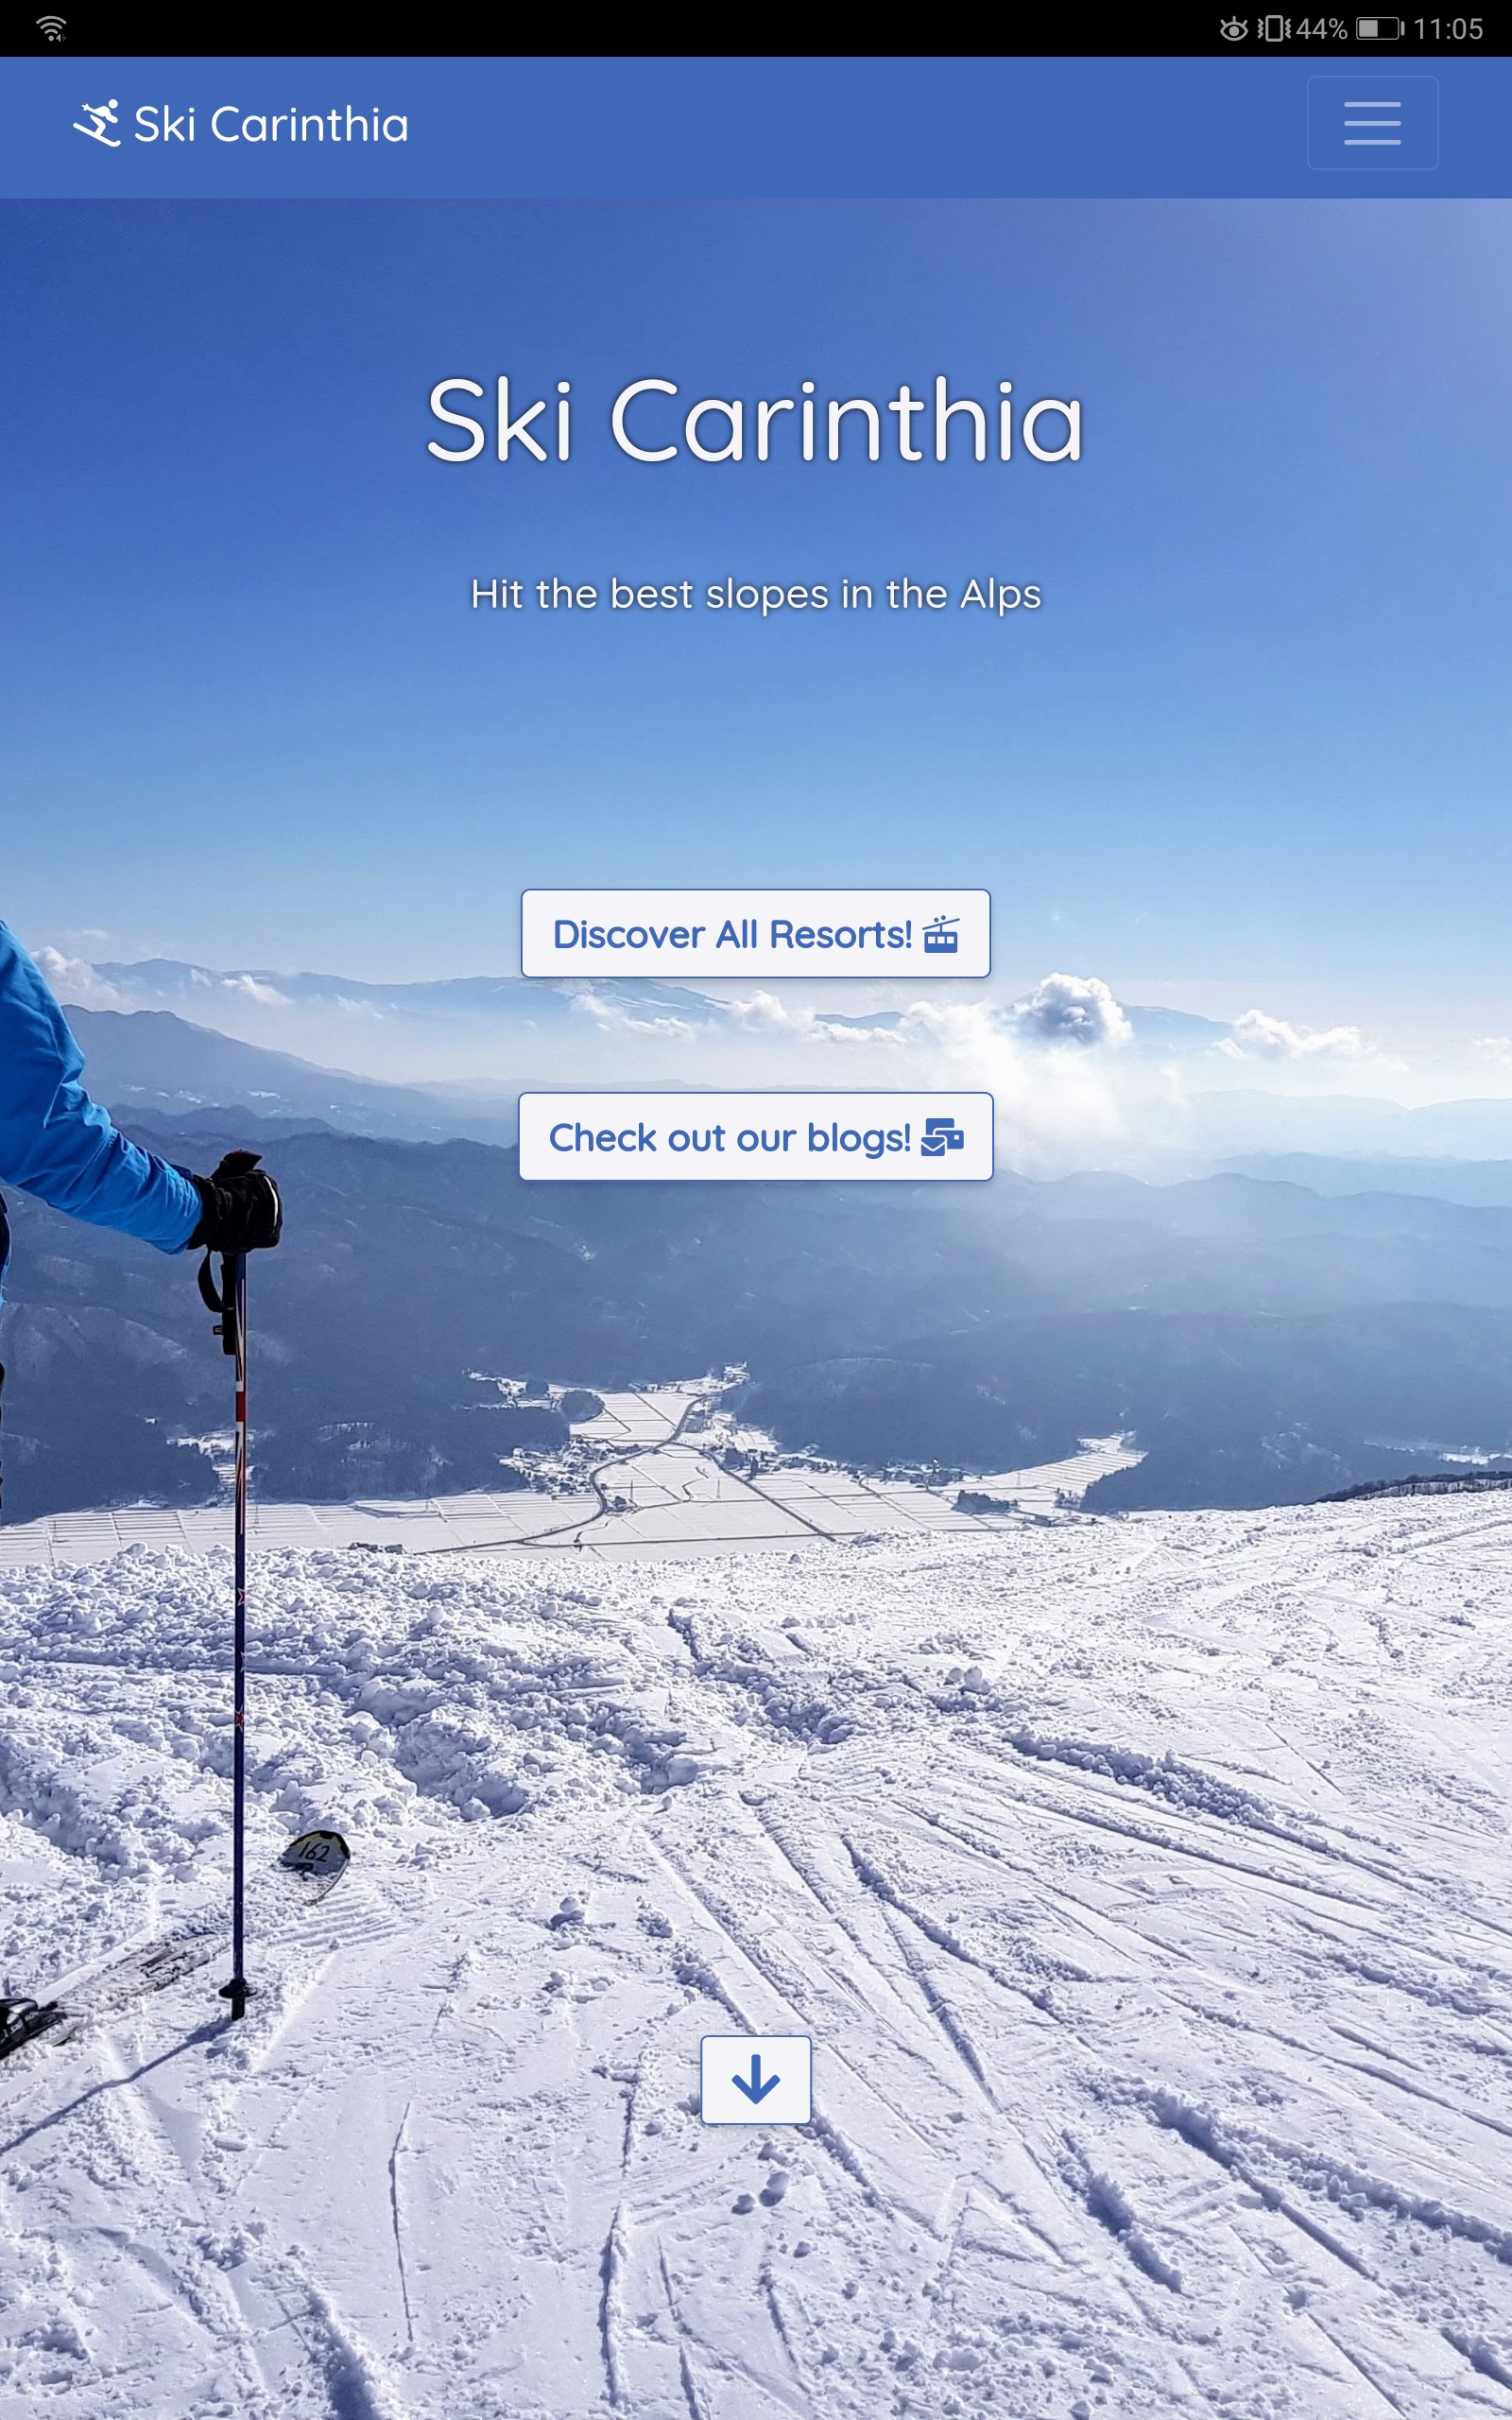 44% 11:05
Ski Carinthia
Ski Carinthia
Hit the best slopes in the Alps
Discover All Resorts!
Check out our blogs!
162